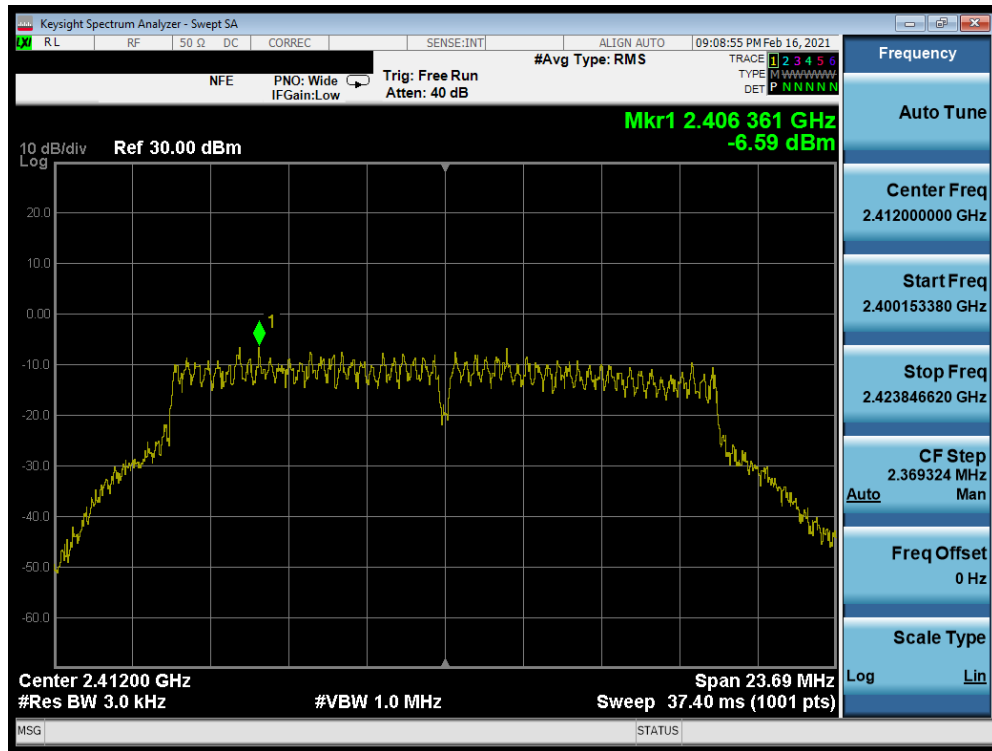 Keysight Spectrum Analyzer - Swept SA
LXI RL RF 50 Ω DC CORREC SENSE:INT ALIGN AUTO 09:08:55 PM Feb 16, 2021
NFE
PNO: Wide
IFGain:Low
Trig: Free Run
Atten: 40 dB
#Avg Type: RMS
TRACE 1 2 3 4 5 6
TYPE M WWWWW
DET P N N N N N
Mkr1 2.406 361 GHz
-6.59 dBm
10 dB/div Ref 30.00 dBm
Log
20.0
10.0
0.00
-10.0
-20.0
-30.0
-40.0
-50.0
-60.0
1
Center 2.41200 GHz
Span 23.69 MHz
#Res BW 3.0 kHz
#VBW 1.0 MHz
Sweep 37.40 ms (1001 pts)
MSG
STATUS
Frequency
Auto Tune
Center Freq
2.412000000 GHz
Start Freq
2.400153380 GHz
Stop Freq
2.423846620 GHz
CF Step
2.369324 MHz
Auto Man
Freq Offset
0 Hz
Scale Type
Log Lin